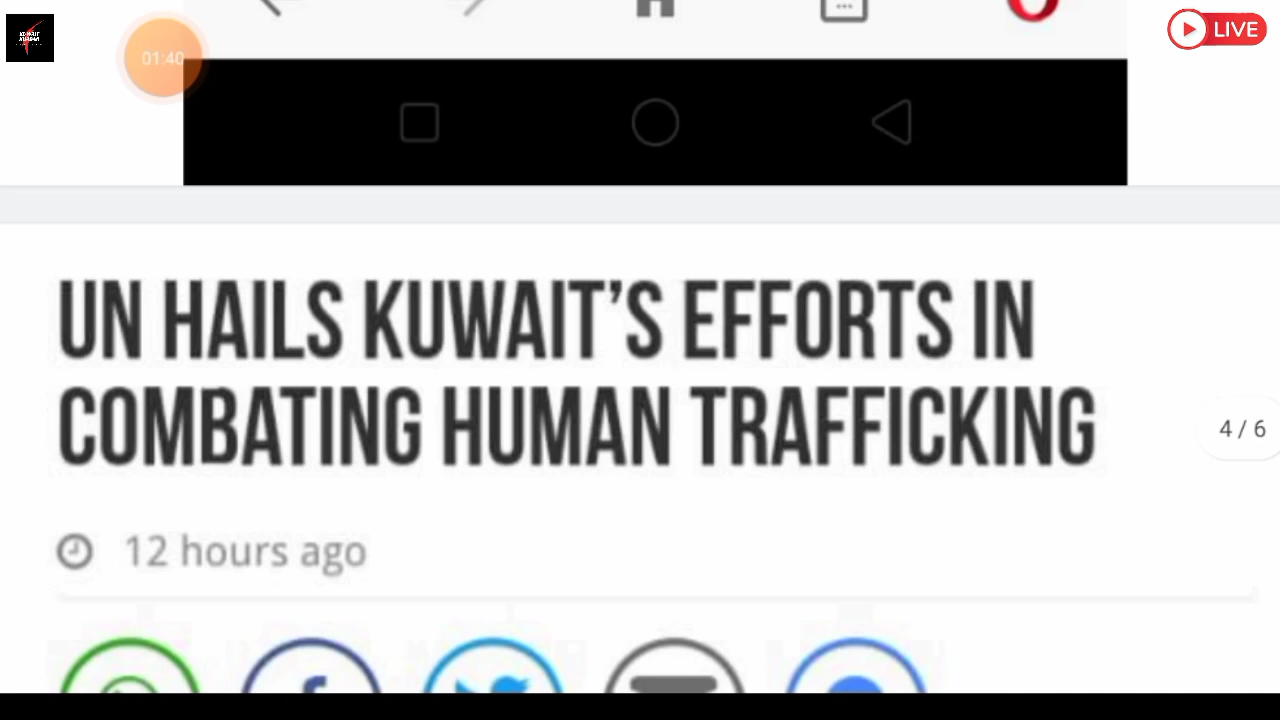 01:40
LIVE
UN HAILS KUWAIT’S EFFORTS IN
COMBATING HUMAN TRAFFICKING
4 / 6
12 hours ago